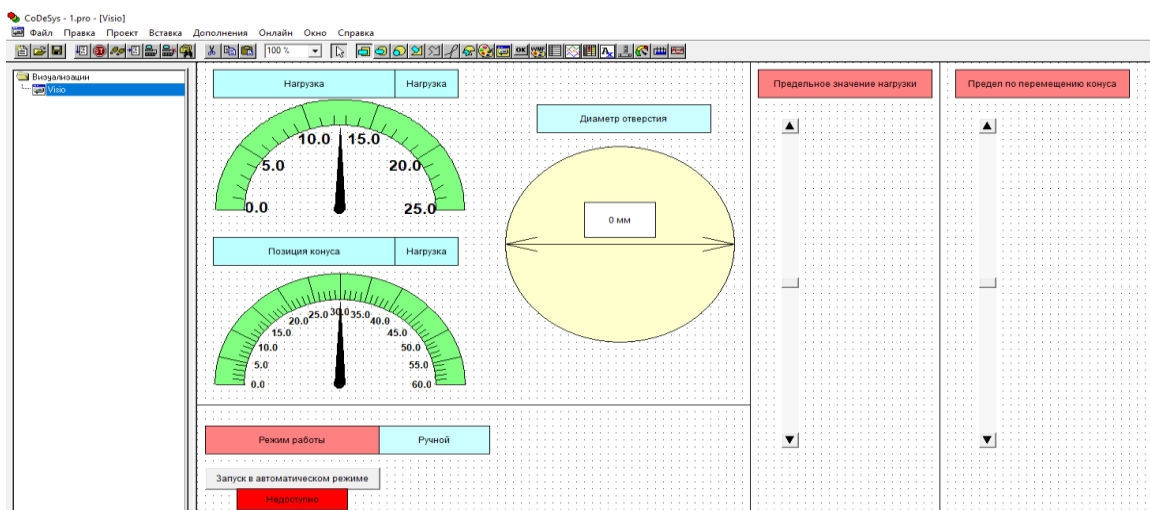 CoDeSys - 1.pro - [Visio]
Файл Правка Проект Вставка Дополнения Онлайн Окно Справка
100 %
Визуализации
Visio
Нагрузка Нагрузка
0.0 5.0 10.0 15.0 20.0 25.0
Позиция конуса Нагрузка
0.0 5.0 10.0 15.0 20.0 25.0 30.0 35.0 40.0 45.0 50.0 55.0 60.0
Диаметр отверстия
0 мм
Предельное значение нагрузки
Предел по перемещению конуса
Режим работы Ручной
Запуск в автоматическом режиме
Недоступно